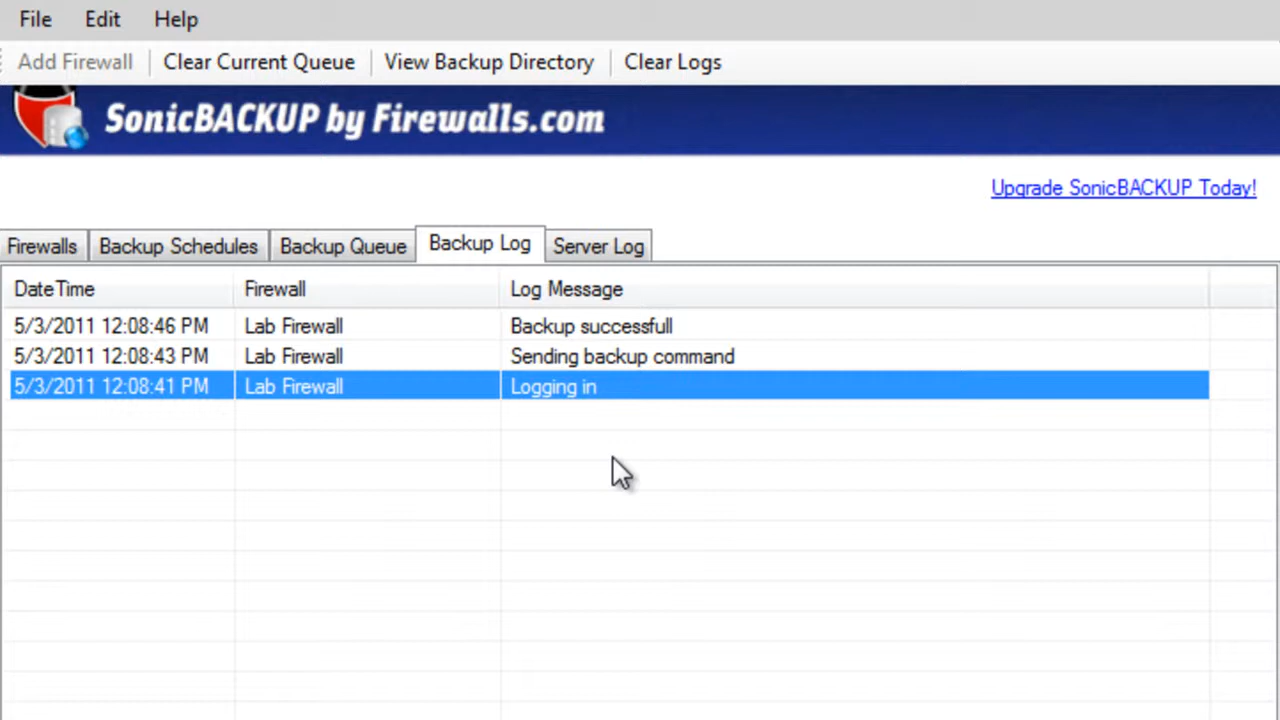 File Edit Help
Add Firewall Clear Current Queue View Backup Directory Clear Logs
SonicBACKUP by Firewalls.com
Upgrade SonicBACKUP Today!
Firewalls Backup Schedules Backup Queue Backup Log Server Log
DateTime Firewall Log Message
5/3/2011 12:08:46 PM Lab Firewall Backup successfull
5/3/2011 12:08:43 PM Lab Firewall Sending backup command
5/3/2011 12:08:41 PM Lab Firewall Logging in